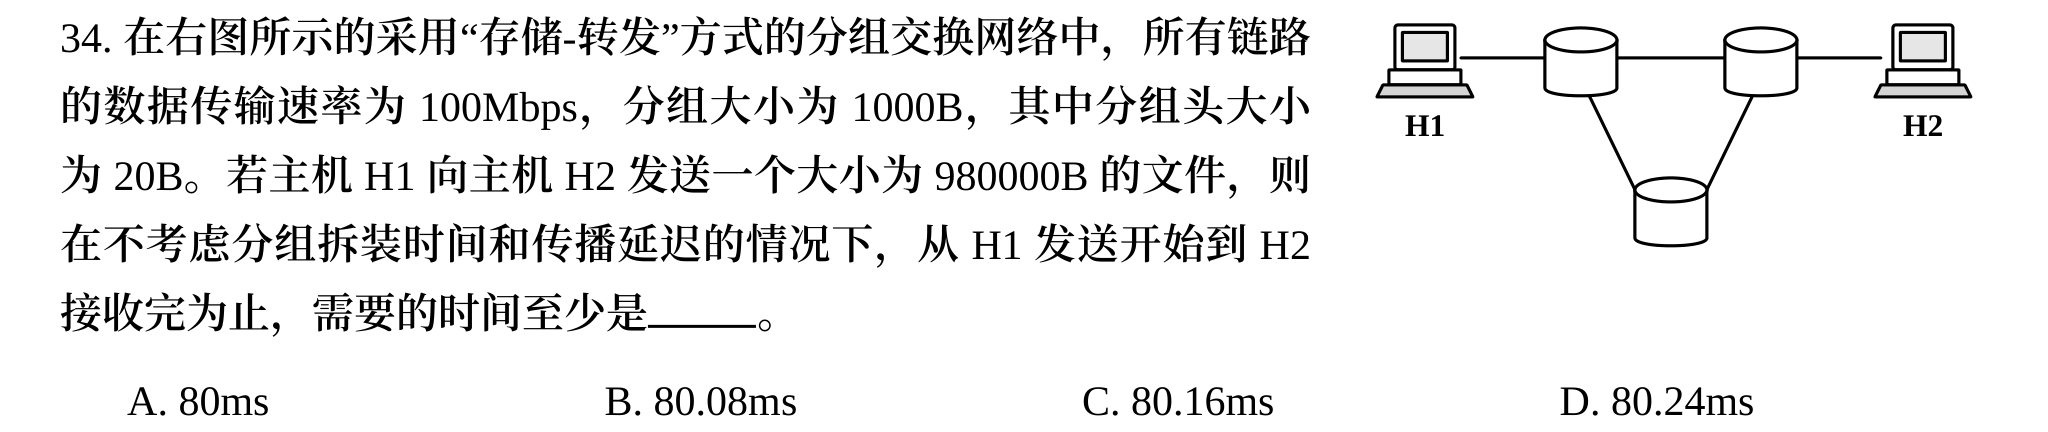 34. 在右图所示的采用“存储-转发”方式的分组交换网络中，所有链路
的数据传输速率为 100Mbps，分组大小为 1000B，其中分组头大小
为 20B。若主机 H1 向主机 H2 发送一个大小为 980000B 的文件，则
在不考虑分组拆装时间和传播延迟的情况下，从 H1 发送开始到 H2
接收完为止，需要的时间至少是_____。
A. 80ms B. 80.08ms C. 80.16ms D. 80.24ms
H1 H2